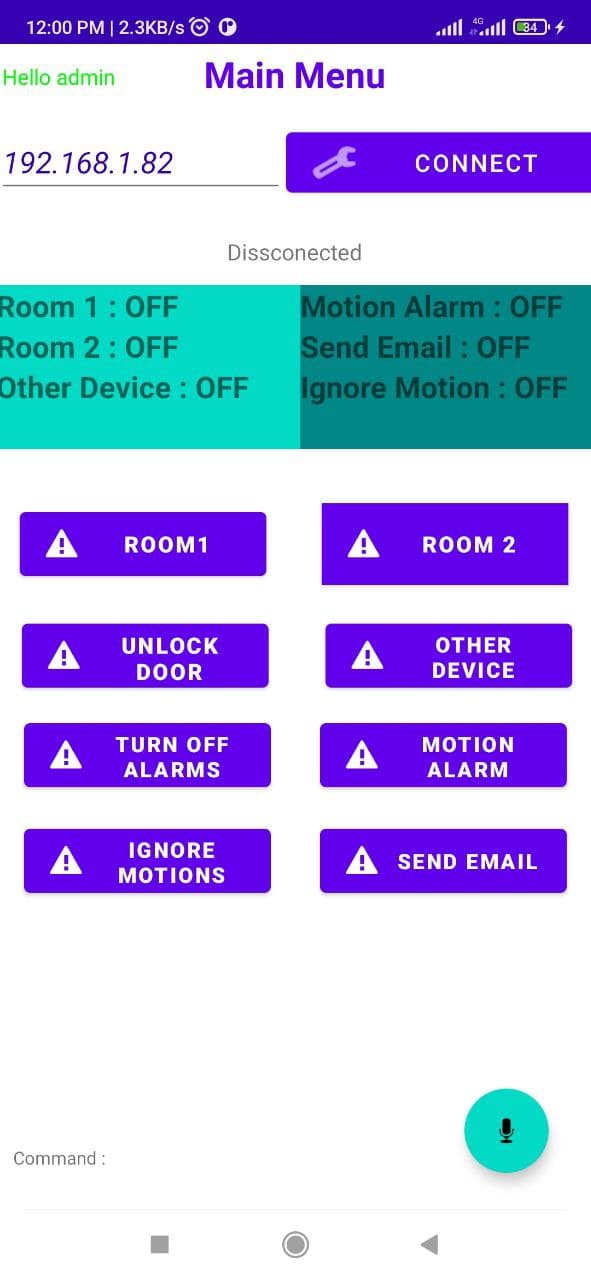 12:00 PM | 2.3KB/s 4G 34
Hello admin Main Menu
192.168.1.82 CONNECT
Dissconected
Room 1 : OFF
Room 2 : OFF
Other Device : OFF
Motion Alarm : OFF
Send Email : OFF
Ignore Motion : OFF
ROOM1
ROOM 2
UNLOCK
DOOR
OTHER
DEVICE
TURN OFF
ALARMS
MOTION
ALARM
IGNORE
MOTIONS
SEND EMAIL
Command :